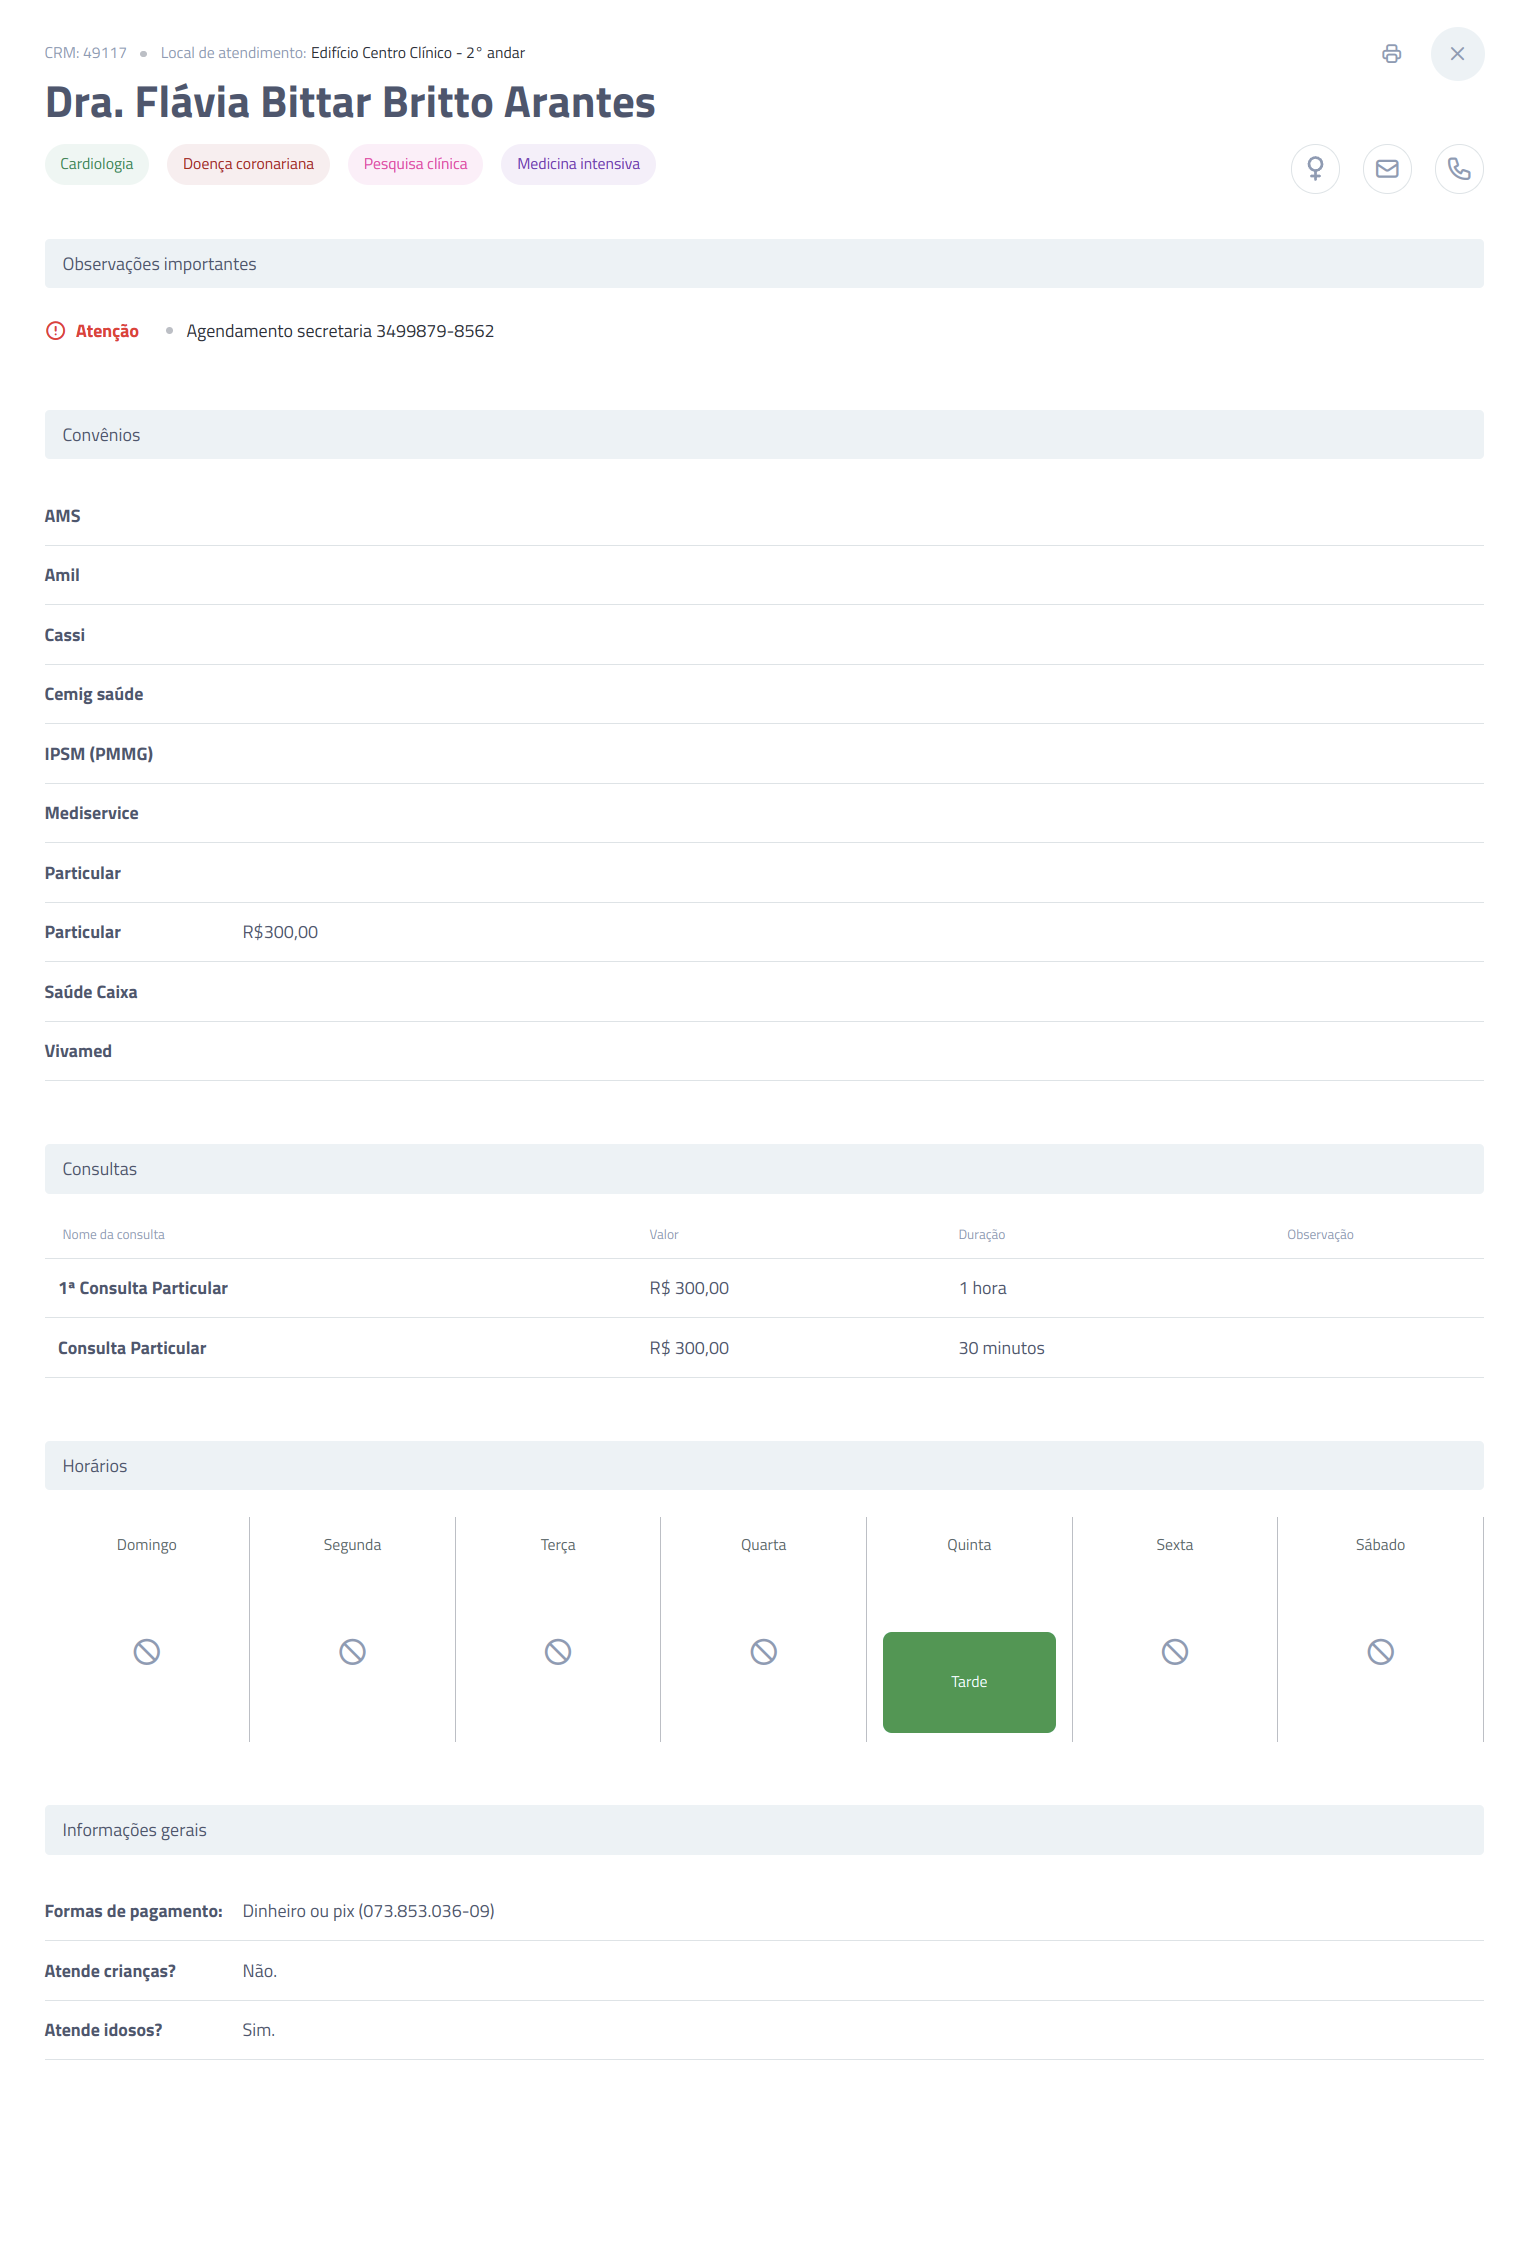 CRM: 49117 • Local de atendimento: Edifício Centro Clínico - 2° andar
Dra. Flávia Bittar Britto Arantes
Cardiologia Doença coronariana Pesquisa clínica Medicina intensiva
Observações importantes
Atenção • Agendamento secretaria 3499879-8562
Convênios
AMS
Amil
Cassi
Cemig saúde
IPSM (PMMG)
Mediservice
Particular
Particular R$300,00
Saúde Caixa
Vivamed
Consultas
Nome da consulta Valor Duração Observação
1ª Consulta Particular R$ 300,00 1 hora
Consulta Particular R$ 300,00 30 minutos
Horários
Domingo Segunda Terça Quarta Quinta Sexta Sábado
Tarde
Informações gerais
Formas de pagamento: Dinheiro ou pix (073.853.036-09)
Atende crianças? Não.
Atende idosos? Sim.